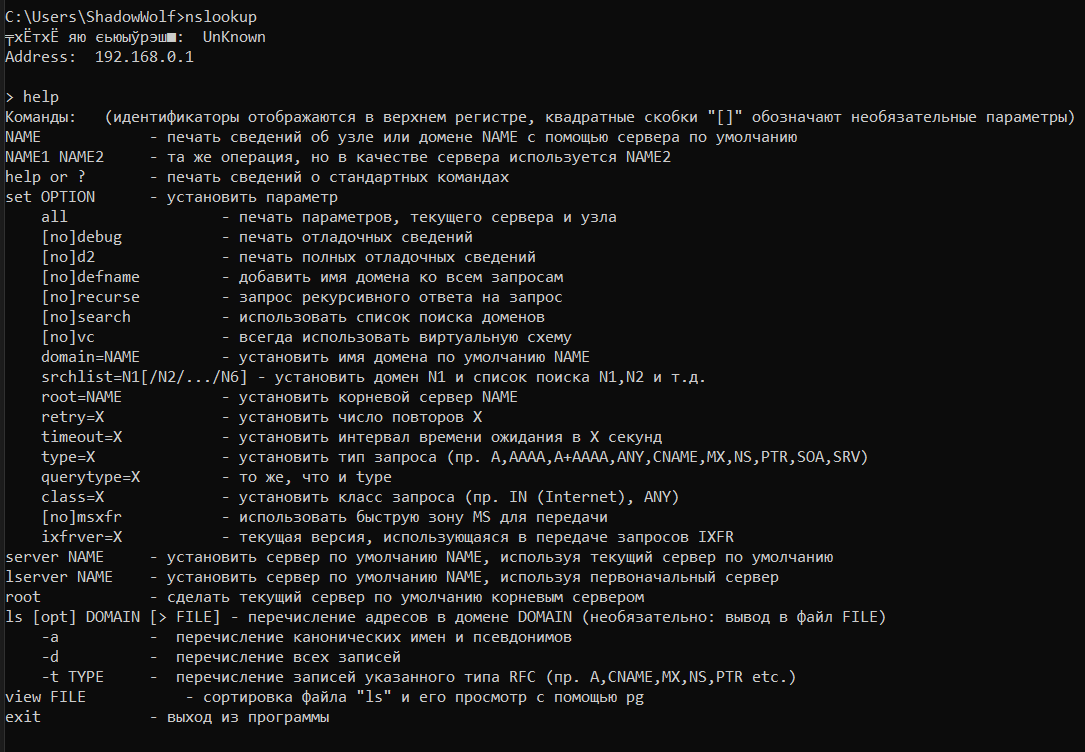 C:\Users\ShadowWolf>nslookup
╤хЁтхЁ яю єьюыўрэш■:  UnKnown
Address:  192.168.0.1
> help
Команды:   (идентификаторы отображаются в верхнем регистре, квадратные скобки "[]" обозначают необязательные параметры)
NAME            - печать сведений об узле или домене NAME с помощью сервера по умолчанию
NAME1 NAME2     - та же операция, но в качестве сервера используется NAME2
help or ?       - печать сведений о стандартных командах
set OPTION      - установить параметр
    all                 - печать параметров, текущего сервера и узла
    [no]debug           - печать отладочных сведений
    [no]d2              - печать полных отладочных сведений
    [no]defname         - добавить имя домена ко всем запросам
    [no]recurse         - запрос рекурсивного ответа на запрос
    [no]search          - использовать список поиска доменов
    [no]vc              - всегда использовать виртуальную схему
    domain=NAME         - установить имя домена по умолчанию NAME
    srchlist=N1[/N2/.../N6] - установить домен N1 и список поиска N1,N2 и т.д.
    root=NAME           - установить корневой сервер NAME
    retry=X             - установить число повторов X
    timeout=X           - установить интервал времени ожидания в X секунд
    type=X              - установить тип запроса (пр. A,AAAA,A+AAAA,ANY,CNAME,MX,NS,PTR,SOA,SRV)
    querytype=X         - то же, что и type
    class=X             - установить класс запроса (пр. IN (Internet), ANY)
    [no]msxfr           - использовать быструю зону MS для передачи
    ixfrver=X           - текущая версия, использующаяся в передаче запросов IXFR
server NAME     - установить сервер по умолчанию NAME, используя текущий сервер по умолчанию
lserver NAME    - установить сервер по умолчанию NAME, используя первоначальный сервер
root            - сделать текущий сервер по умолчанию корневым сервером
ls [opt] DOMAIN [> FILE] - перечисление адресов в домене DOMAIN (необязательно: вывод в файл FILE)
    -a          -  перечисление канонических имен и псевдонимов
    -d          -  перечисление всех записей
    -t TYPE     -  перечисление записей указанного типа RFC (пр. A,CNAME,MX,NS,PTR etc.)
view FILE           - сортировка файла "ls" и его просмотр с помощью pg
exit            - выход из программы